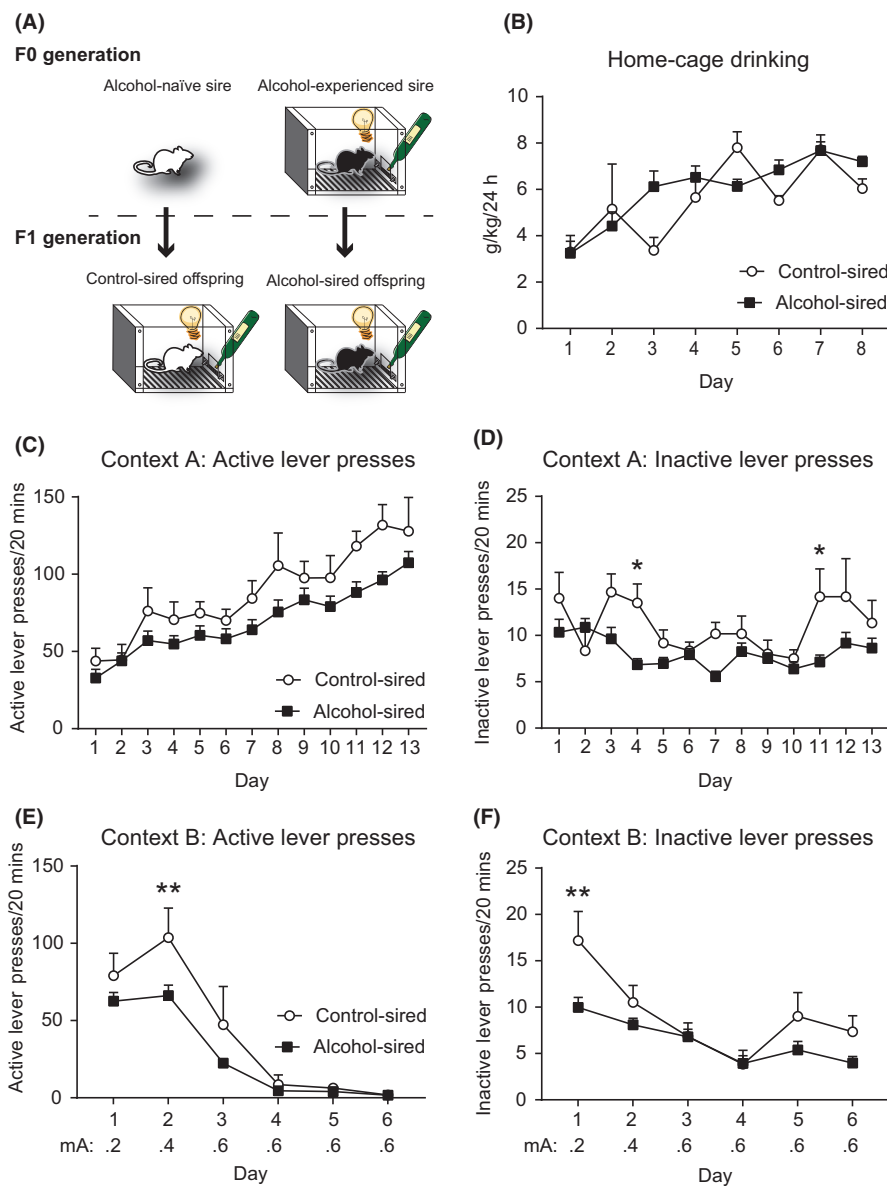 (A)
F0 generation
Alcohol-naïve sire
Alcohol-experienced sire
F1 generation
Control-sired offspring
Alcohol-sired offspring
(B)
Home-cage drinking
g/kg/24 h
10
8
6
4
2
0
Control-sired
Alcohol-sired
1 2 3 4 5 6 7 8
Day
(C)
Context A: Active lever presses
Active lever presses/20 mins
150
100
50
0
Control-sired
Alcohol-sired
1 2 3 4 5 6 7 8 9 10 11 12 13
Day
(D)
Context A: Inactive lever presses
Inactive lever presses/20 mins
25
20
15
10
5
0
* *
1 2 3 4 5 6 7 8 9 10 11 12 13
Day
(E)
Context B: Active lever presses
Active lever presses/20 mins
150
100
50
0
**
Control-sired
Alcohol-sired
1 2 3 4 5 6
mA: .2 .4 .6 .6 .6 .6
Day
(F)
Context B: Inactive lever presses
Inactive lever presses/20 mins
25
20
15
10
5
0
**
1 2 3 4 5 6
mA: .2 .4 .6 .6 .6 .6
Day